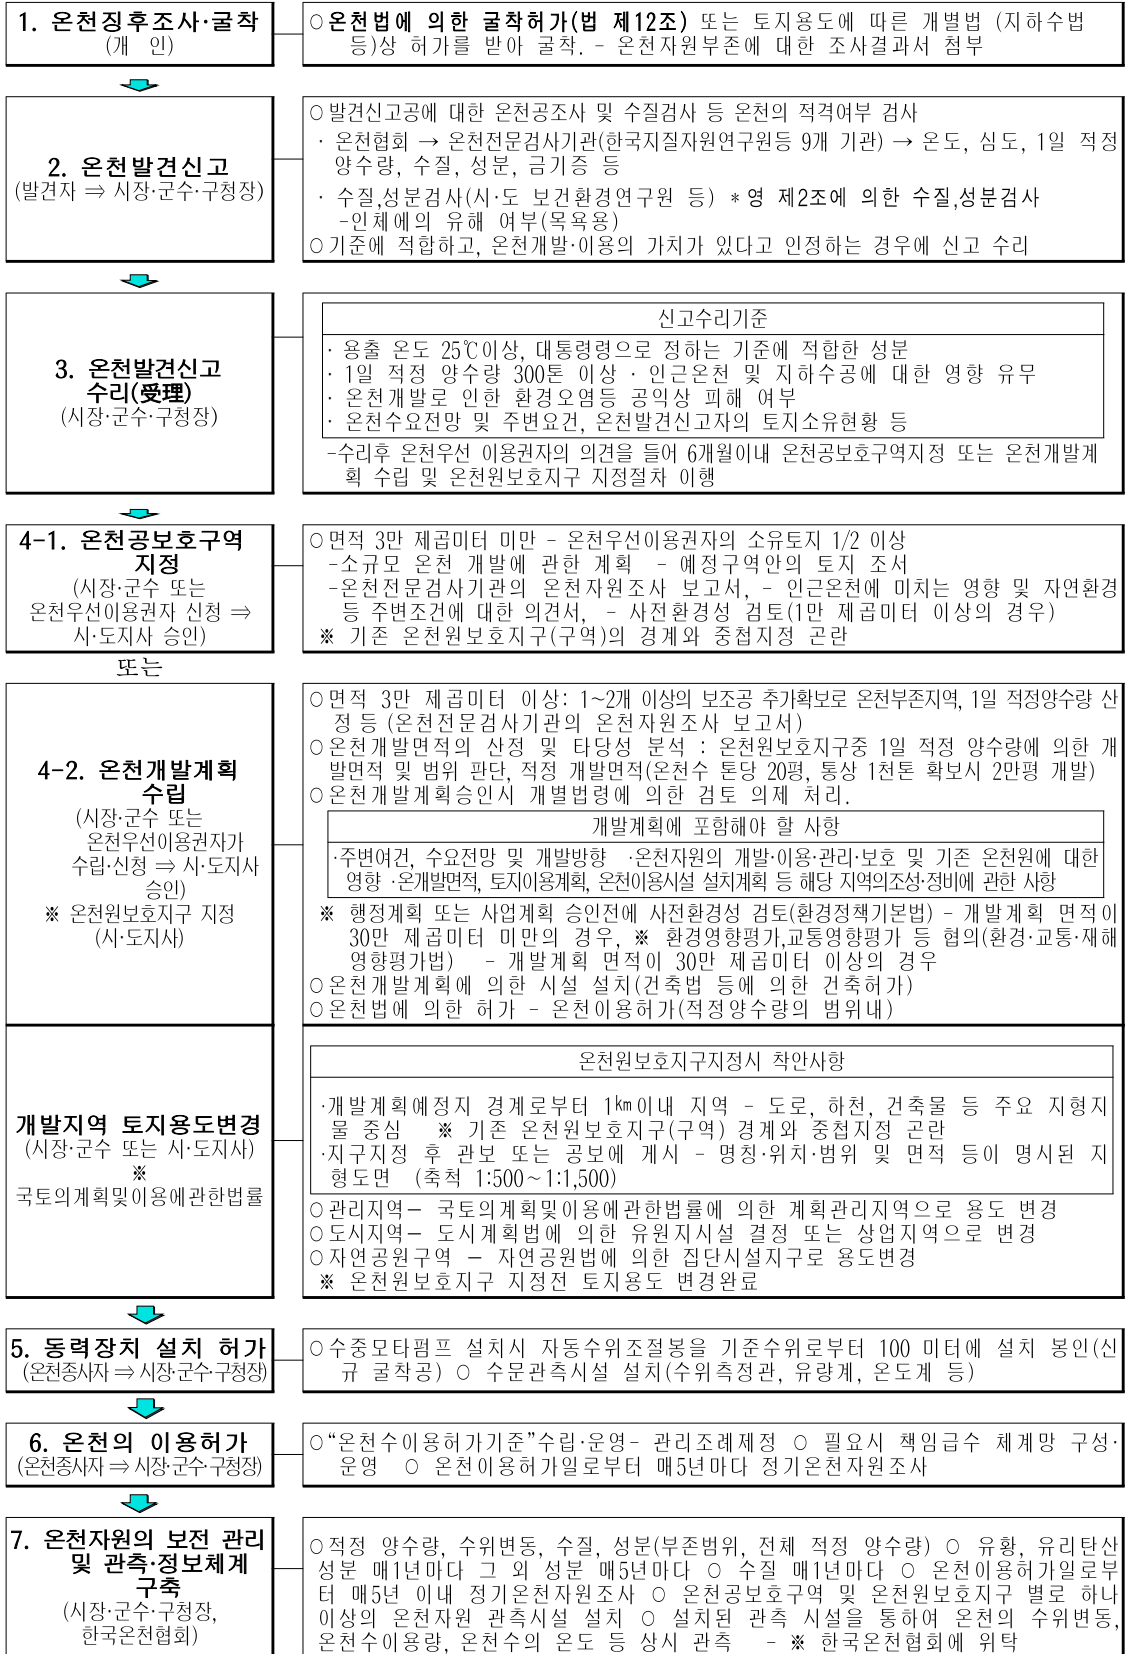 1. 온천징후조사·굴착
(개 인)
○온천법에 의한 굴착허가(법 제12조) 또는 토지용도에 따른 개별법 (지하수법
등)상 허가를 받아 굴착. - 온천자원부존에 대한 조사결과서 첨부
2. 온천발견신고
(발견자 ⇒ 시장·군수·구청장)
○발견신고공에 대한 온천공조사 및 수질검사 등 온천의 적격여부 검사
· 온천협회 → 온천전문검사기관(한국지질자원연구원등 9개 기관) → 온도, 심도, 1일 적정
양수량, 수질, 성분, 금기증 등
· 수질,성분검사(시·도 보건환경연구원 등) *영 제2조에 의한 수질,성분검사
-인체에의 유해 여부(목욕용)
○기준에 적합하고, 온천개발·이용의 가치가 있다고 인정하는 경우에 신고 수리
3. 온천발견신고
수리(受理)
(시장·군수·구청장)
신고수리기준
· 용출 온도 25℃이상, 대통령령으로 정하는 기준에 적합한 성분
· 1일 적정 양수량 300톤 이상 · 인근온천 및 지하수공에 대한 영향 유무
· 온천개발로 인한 환경오염등 공익상 피해 여부
· 온천수요전망 및 주변요건, 온천발견신고자의 토지소유현황 등
-수리후 온천우선 이용권자의 의견을 들어 6개월이내 온천공보호구역지정 또는 온천개발계
획 수립 및 온천원보호지구 지정절차 이행
4-1. 온천공보호구역
지정
(시장·군수 또는
온천우선이용권자 신청 ⇒
시·도지사 승인)
○면적 3만 제곱미터 미만 - 온천우선이용권자의 소유토지 1/2 이상
-소규모 온천 개발에 관한 계획 - 예정구역안의 토지 조서
-온천전문검사기관의 온천자원조사 보고서, - 인근온천에 미치는 영향 및 자연환경
등 주변조건에 대한 의견서, - 사전환경성 검토(1만 제곱미터 이상의 경우)
※ 기존 온천원보호지구(구역)의 경계와 중첩지정 곤란
또는
4-2. 온천개발계획
수립
(시장·군수 또는
온천우선이용권자가
수립·신청 ⇒ 시·도지사
승인)
※ 온천원보호지구 지정
(시·도지사)
○면적 3만 제곱미터 이상: 1~2개 이상의 보조공 추가확보로 온천부존지역, 1일 적정양수량 산
정 등 (온천전문검사기관의 온천자원조사 보고서)
○온천개발면적의 산정 및 타당성 분석 : 온천원보호지구중 1일 적정 양수량에 의한 개
발면적 및 범위 판단, 적정 개발면적(온천수 톤당 20평, 통상 1천톤 확보시 2만평 개발)
○온천개발계획승인시 개별법령에 의한 검토 의제 처리.
개발계획에 포함해야 할 사항
·주변여건, 수요전망 및 개발방향 ·온천자원의 개발·이용·관리·보호 및 기존 온천원에 대한
영향 ·온개발면적, 토지이용계획, 온천이용시설 설치계획 등 해당 지역의조성·정비에 관한 사항
※ 행정계획 또는 사업계획 승인전에 사전환경성 검토(환경정책기본법) - 개발계획 면적이
30만 제곱미터 미만의 경우, ※ 환경영향평가,교통영향평가 등 협의(환경·교통·재해
영향평가법) - 개발계획 면적이 30만 제곱미터 이상의 경우
○온천개발계획에 의한 시설 설치(건축법 등에 의한 건축허가)
○온천법에 의한 허가 - 온천이용허가(적정양수량의 범위내)
개발지역 토지용도변경
(시장·군수 또는 시·도지사)
※
국토의계획및이용에관한법률
온천원보호지구지정시 착안사항
·개발계획예정지 경계로부터 1㎞이내 지역 - 도로, 하천, 건축물 등 주요 지형지
물 중심 ※ 기존 온천원보호지구(구역) 경계와 중첩지정 곤란
·지구지정 후 관보 또는 공보에 게시 - 명칭·위치·범위 및 면적 등이 명시된 지
형도면 (축척 1:500~1:1,500)
○관리지역- 국토의계획및이용에관한법률에 의한 계획관리지역으로 용도 변경
○도시지역- 도시계획법에 의한 유원지시설 결정 또는 상업지역으로 변경
○자연공원구역 - 자연공원법에 의한 집단시설지구로 용도변경
※ 온천원보호지구 지정전 토지용도 변경완료
5. 동력장치 설치 허가
(온천종사자 ⇒ 시장·군수·구청장)
○수중모타펌프 설치시 자동수위조절봉을 기준수위로부터 100 미터에 설치 봉인(신
규 굴착공) ○ 수문관측시설 설치(수위측정관, 유량계, 온도계 등)
6. 온천의 이용허가
(온천종사자 ⇒ 시장·군수·구청장)
○“온천수이용허가기준”수립·운영- 관리조례제정 ○ 필요시 책임급수 체계망 구성·
운영 ○ 온천이용허가일로부터 매5년마다 정기온천자원조사
7. 온천자원의 보전 관리
및 관측·정보체계
구축
(시장·군수·구청장,
한국온천협회)
○적정 양수량, 수위변동, 수질, 성분(부존범위, 전체 적정 양수량) ○ 유황, 유리탄산
성분 매1년마다 그 외 성분 매5년마다 ○ 수질 매1년마다 ○ 온천이용허가일로부
터 매5년 이내 정기온천자원조사 ○ 온천공보호구역 및 온천원보호지구 별로 하나
이상의 온천자원 관측시설 설치 ○ 설치된 관측 시설을 통하여 온천의 수위변동,
온천수이용량, 온천수의 온도 등 상시 관측 - ※ 한국온천협회에 위탁